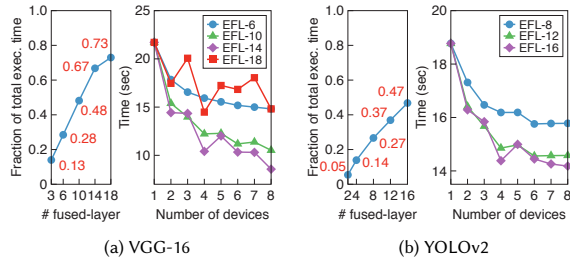 Fraction of total exec. time
1.0
0.8
0.6
0.4
0.2
0
0.73
0.67
0.48
0.28
0.13
3 6 10 14 18
# fused-layer
Time (sec)
25
20
15
10
EFL-6
EFL-10
EFL-14
EFL-18
1 2 3 4 5 6 7 8
Number of devices
(a) VGG-16
Fraction of total exec. time
1.0
0.8
0.6
0.4
0.2
0
0.47
0.37
0.27
0.14
0.05
2 4 8 12 16
# fused-layer
Time (sec)
20
18
16
14
EFL-8
EFL-12
EFL-16
1 2 3 4 5 6 7 8
Number of devices
(b) YOLOv2